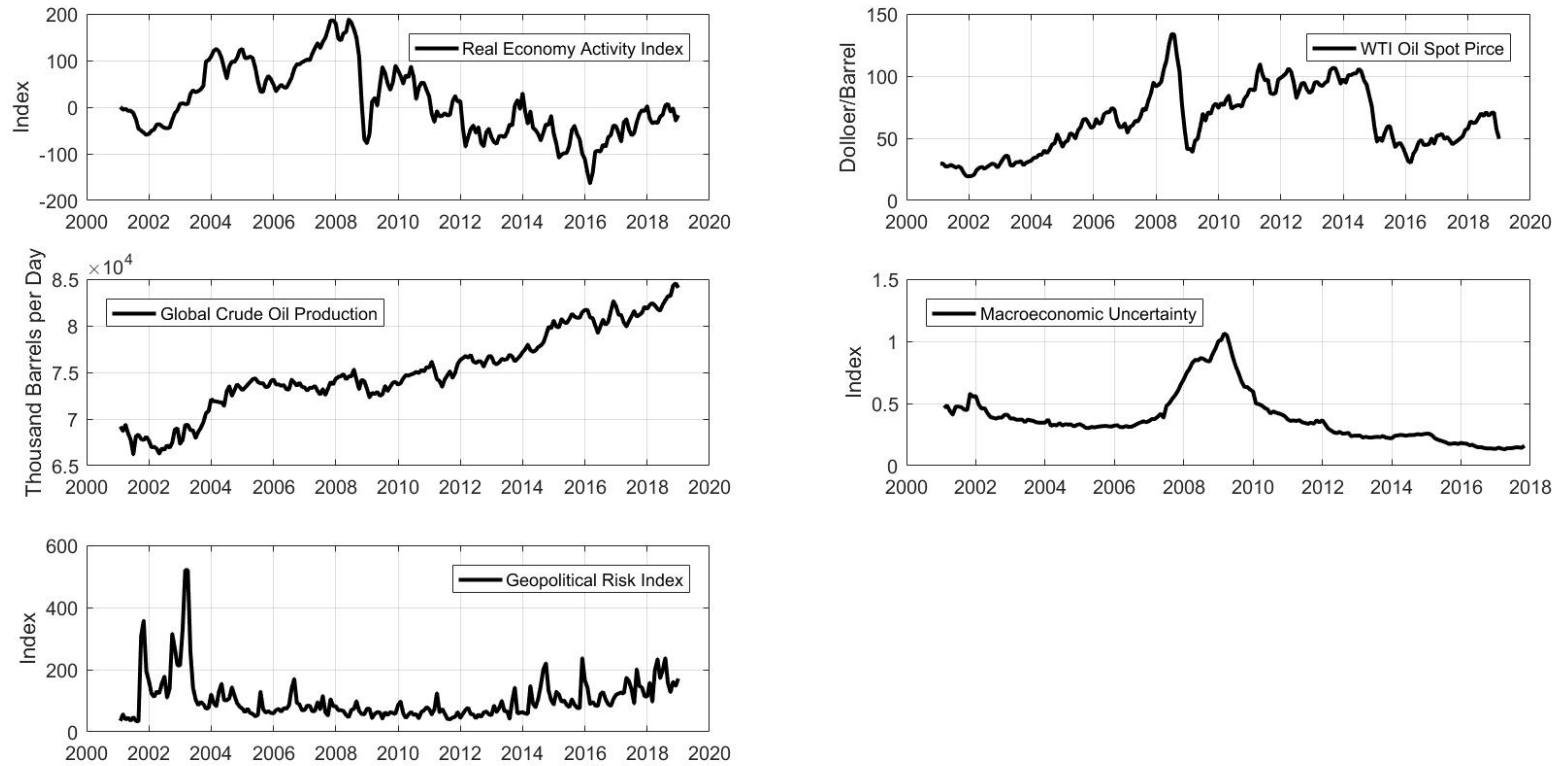 200
100
0
-100
-200
Index
Real Economy Activity Index
2000 2002 2004 2006 2008 2010 2012 2014 2016 2018 2020
150
100
50
0
Dolloer/Barrel
WTI Oil Spot Pirce
2000 2002 2004 2006 2008 2010 2012 2014 2016 2018 2020
×10⁴
8.5
8
7.5
7
6.5
Thousand Barrels per Day
Global Crude Oil Production
2000 2002 2004 2006 2008 2010 2012 2014 2016 2018 2020
1.5
1
0.5
0
Index
Macroeconomic Uncertainty
2000 2002 2004 2006 2008 2010 2012 2014 2016 2018
600
400
200
0
Index
Geopolitical Risk Index
2000 2002 2004 2006 2008 2010 2012 2014 2016 2018 2020